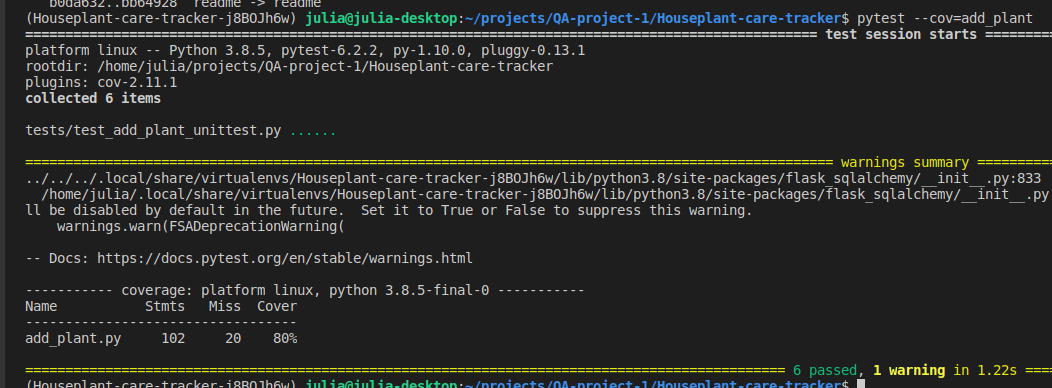 b0da632..bb64928  readme -> readme
(Houseplant-care-tracker-j8BOJh6w) julia@julia-desktop:~/projects/QA-project-1/Houseplant-care-tracker$ pytest --cov=add_plant
=================================================================================================== test session starts ========
platform linux -- Python 3.8.5, pytest-6.2.2, py-1.10.0, pluggy-0.13.1
rootdir: /home/julia/projects/QA-project-1/Houseplant-care-tracker
plugins: cov-2.11.1
collected 6 items

tests/test_add_plant_unittest.py ......

===================================================================================================== warnings summary ==========
../../../.local/share/virtualenvs/Houseplant-care-tracker-j8BOJh6w/lib/python3.8/site-packages/flask_sqlalchemy/__init__.py:833
  /home/julia/.local/share/virtualenvs/Houseplant-care-tracker-j8BOJh6w/lib/python3.8/site-packages/flask_sqlalchemy/__init__.py
ll be disabled by default in the future.  Set it to True or False to suppress this warning.
    warnings.warn(FSADeprecationWarning(

-- Docs: https://docs.pytest.org/en/stable/warnings.html

----------- coverage: platform linux, python 3.8.5-final-0 -----------
Name           Stmts   Miss  Cover
----------------------------------
add_plant.py     102     20    80%

=============================================================================================== 6 passed, 1 warning in 1.22s ====
(Houseplant-care-tracker-j8BOJh6w) julia@julia-desktop:~/projects/QA-project-1/Houseplant-care-tracker$